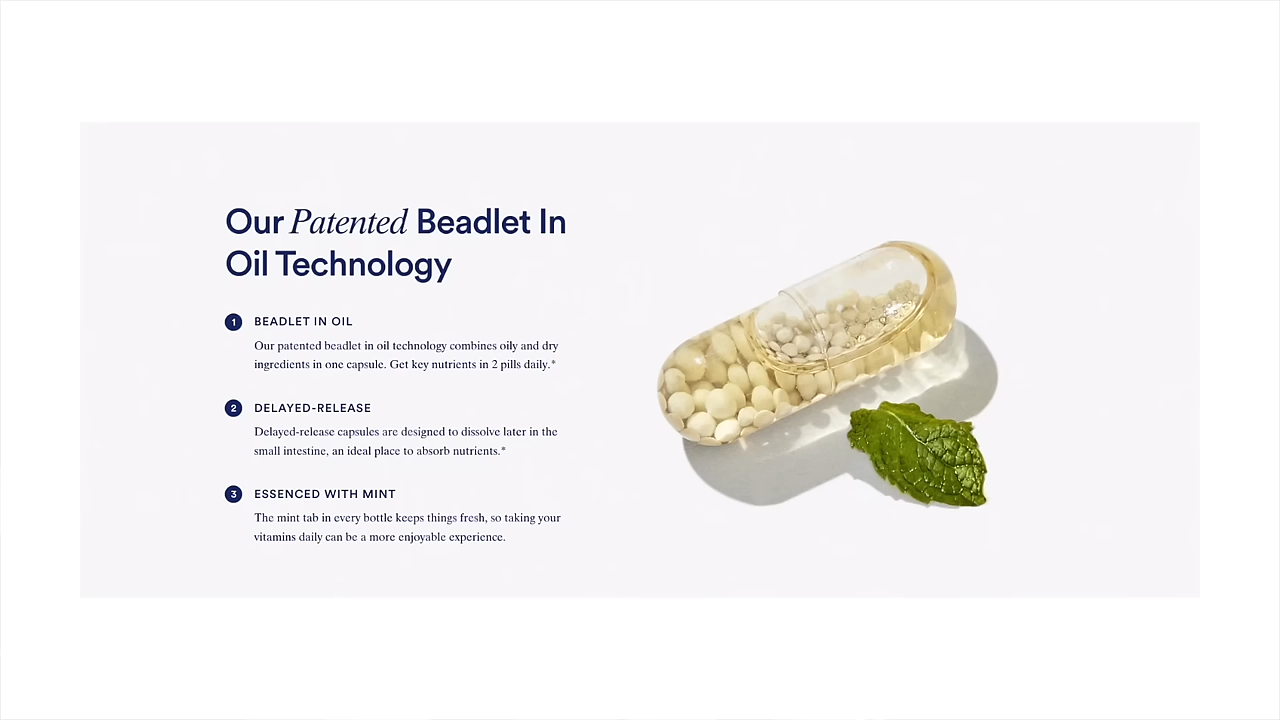 Our Patented Beadlet In
Oil Technology
1 BEADLET IN OIL
Our patented beadlet in oil technology combines oily and dry
ingredients in one capsule. Get key nutrients in 2 pills daily.*
2 DELAYED-RELEASE
Delayed-release capsules are designed to dissolve later in the
small intestine, an ideal place to absorb nutrients.*
3 ESSENCED WITH MINT
The mint tab in every bottle keeps things fresh, so taking your
vitamins daily can be a more enjoyable experience.